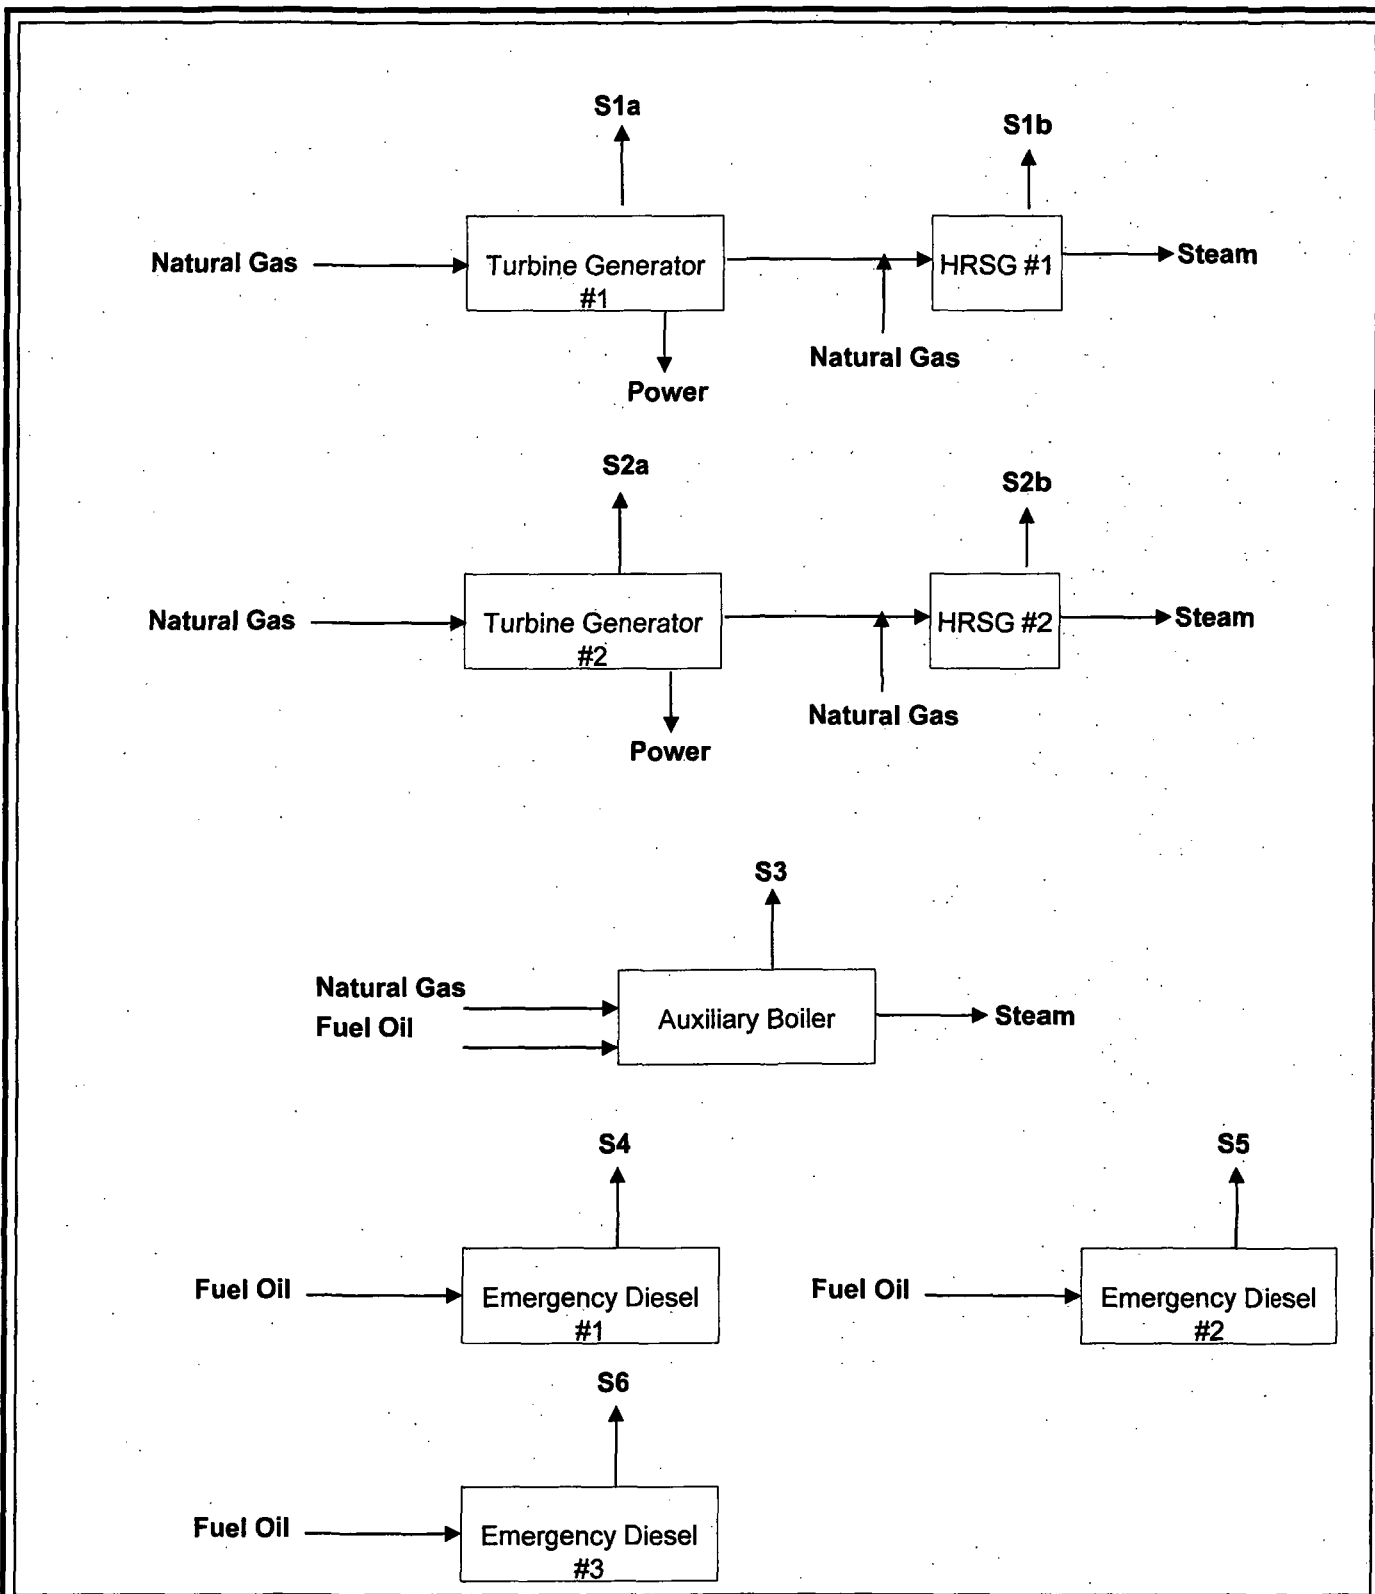 S1a
S1b
Natural Gas
Turbine Generator
#1
HRSG #1
Steam
Natural Gas
Power
S2a
S2b
Natural Gas
Turbine Generator
#2
HRSG #2
Steam
Natural Gas
Power
S3
Natural Gas
Fuel Oil
Auxiliary Boiler
Steam
S4
S5
Fuel Oil
Emergency Diesel
#1
Fuel Oil
Emergency Diesel
#2
S6
Fuel Oil
Emergency Diesel
#3